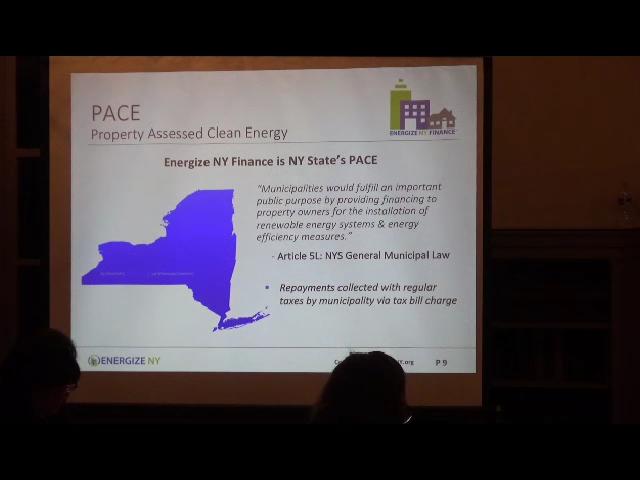 PACE
Property Assessed Clean Energy
ENERGIZE NY FINANCE
Energize NY Finance is NY State's PACE
"Municipalities would fulfill an important
public purpose by providing financing to
property owners for the installation of
renewable energy systems & energy
efficiency measures."
- Article 5L: NYS General Municipal Law
• Repayments collected with regular
taxes by municipality via tax bill charge
ENERGIZE NY
P 9